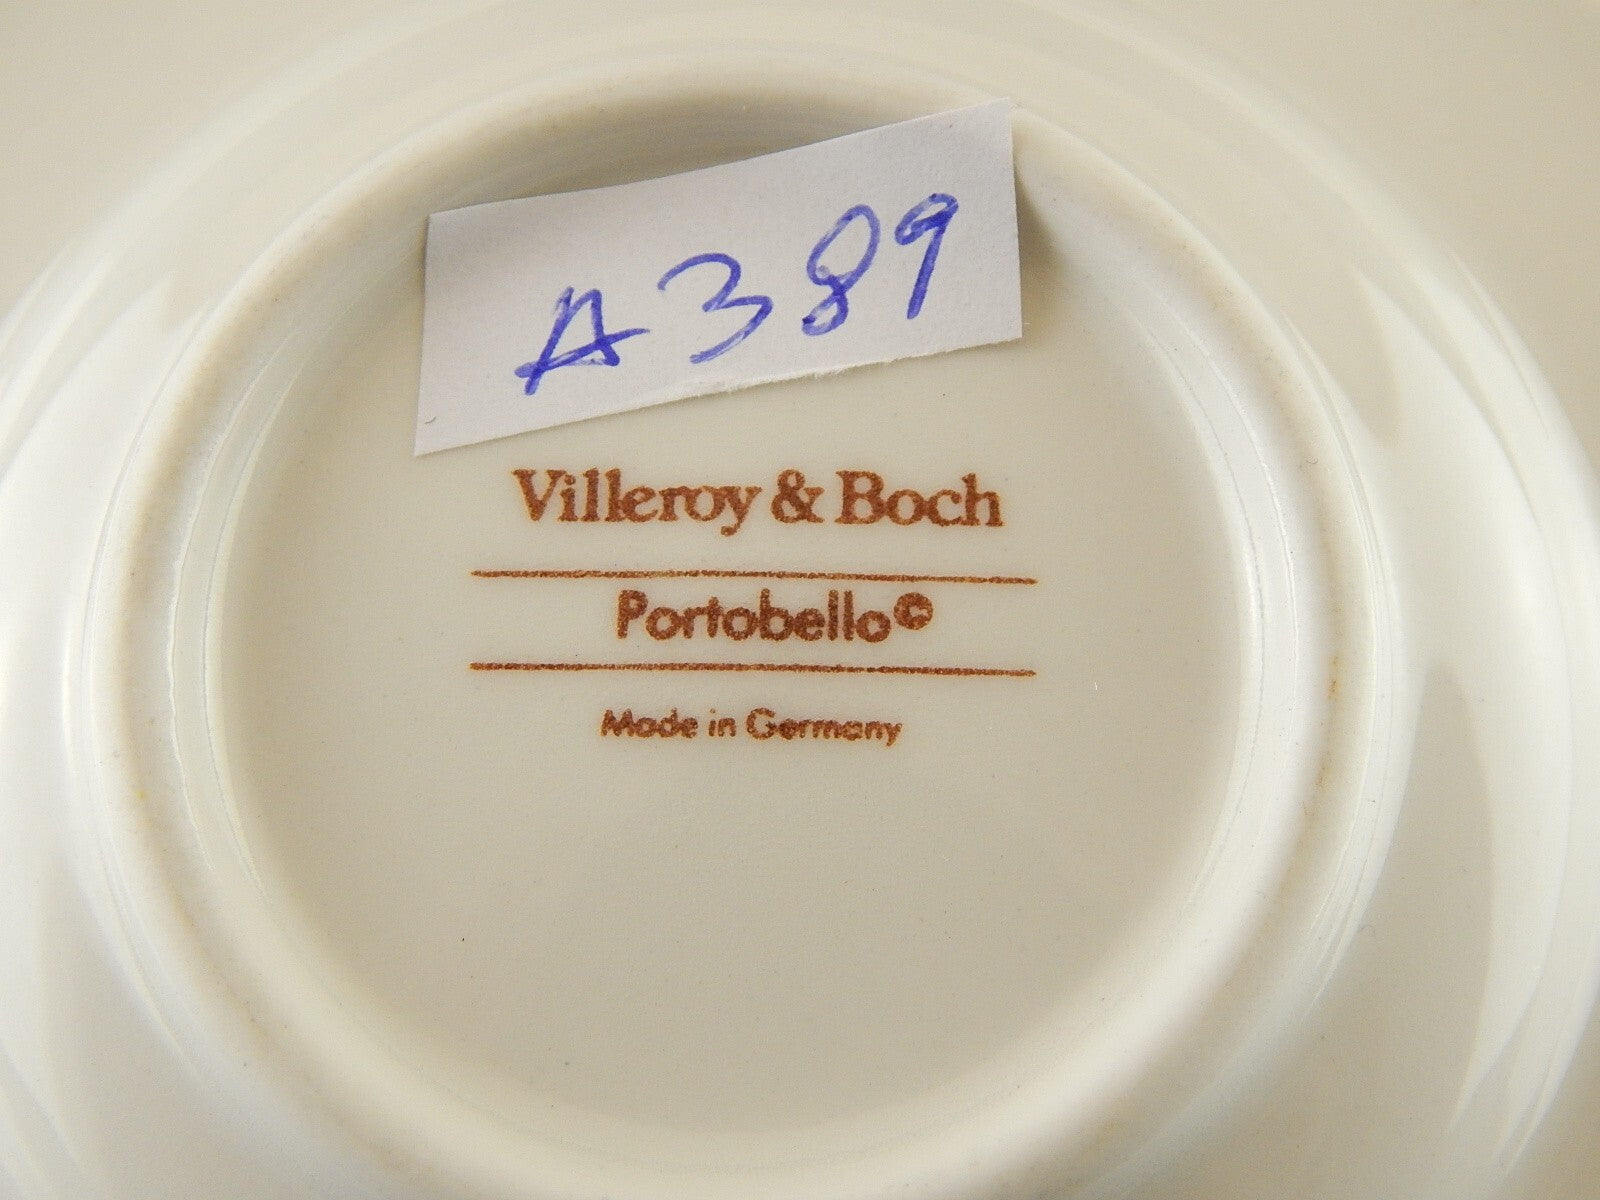 A389
Villeroy & Boch
Portobello©
Made in Germany